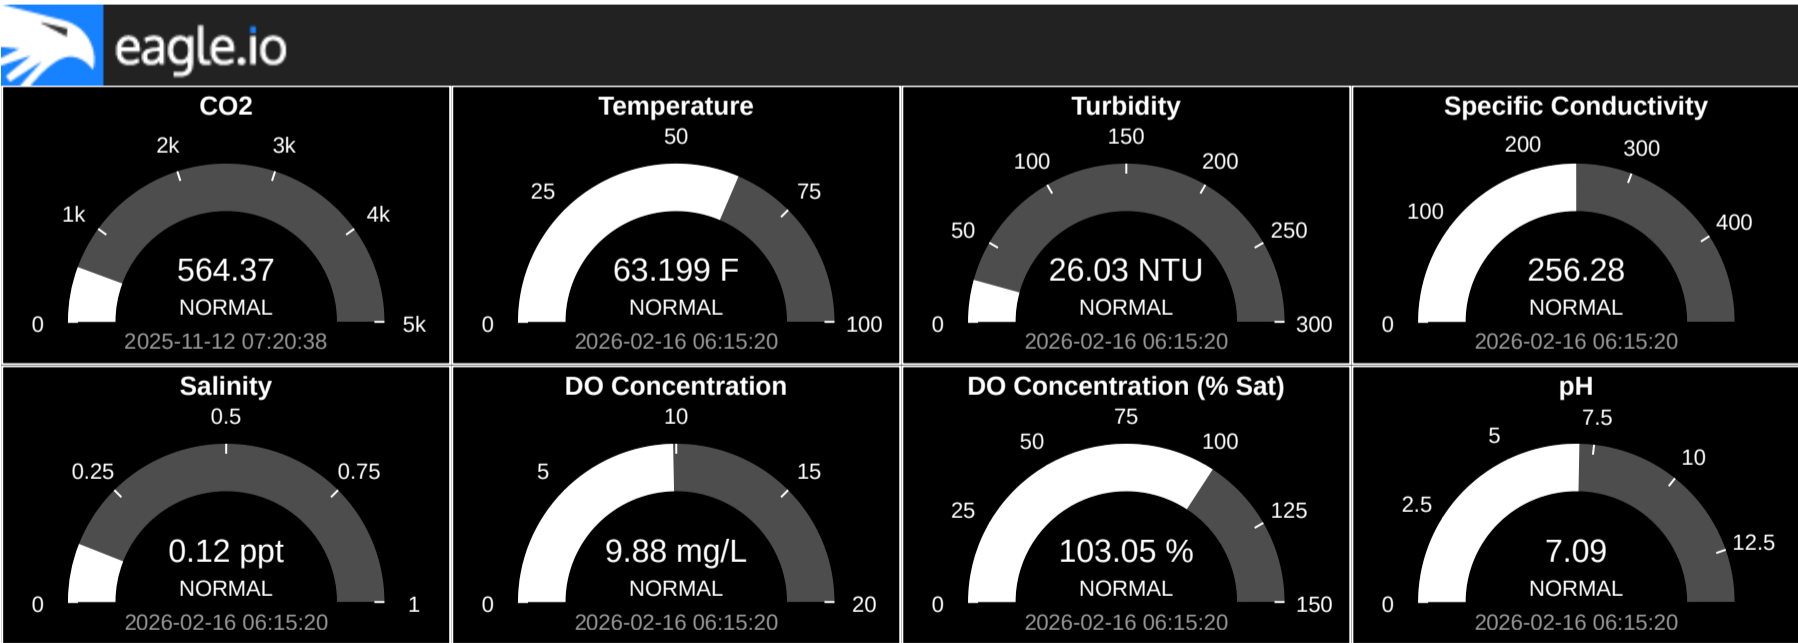 eagle.io
CO2
0
1k
2k
3k
4k
5k
564.37
NORMAL
2025-11-12 07:20:38
Temperature
0
25
50
75
100
63.199 F
NORMAL
2026-02-16 06:15:20
Turbidity
0
50
100
150
200
250
300
26.03 NTU
NORMAL
2026-02-16 06:15:20
Specific Conductivity
0
100
200
300
400
256.28
NORMAL
2026-02-16 06:15:20
Salinity
0
0.25
0.5
0.75
1
0.12 ppt
NORMAL
2026-02-16 06:15:20
DO Concentration
0
5
10
15
20
9.88 mg/L
NORMAL
2026-02-16 06:15:20
DO Concentration (% Sat)
0
25
50
75
100
125
150
103.05 %
NORMAL
2026-02-16 06:15:20
pH
0
2.5
5
7.5
10
12.5
7.09
NORMAL
2026-02-16 06:15:20